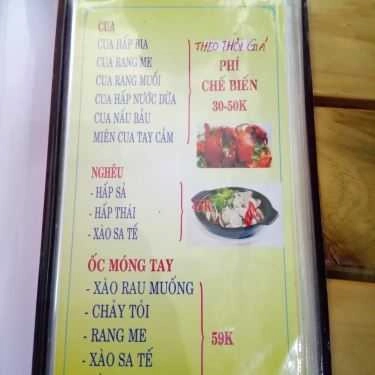 CUA
CUA HẤP BIA
CUA RANG ME
CUA RANG MUỐI
CUA HẤP NƯỚC DỪA
CUA NẤU BẦU
MIẾN CUA TAY CẦM
THEO THỜI GIÁ
PHÍ
CHẾ BIẾN
30-50K
NGHÊU
- HẤP SẢ
- HẤP THÁI
- XÀO SA TẾ
ỐC MÓNG TAY
- XÀO RAU MUỐNG
- CHÁY TỎI
- RANG ME
- XÀO SA TẾ
59K